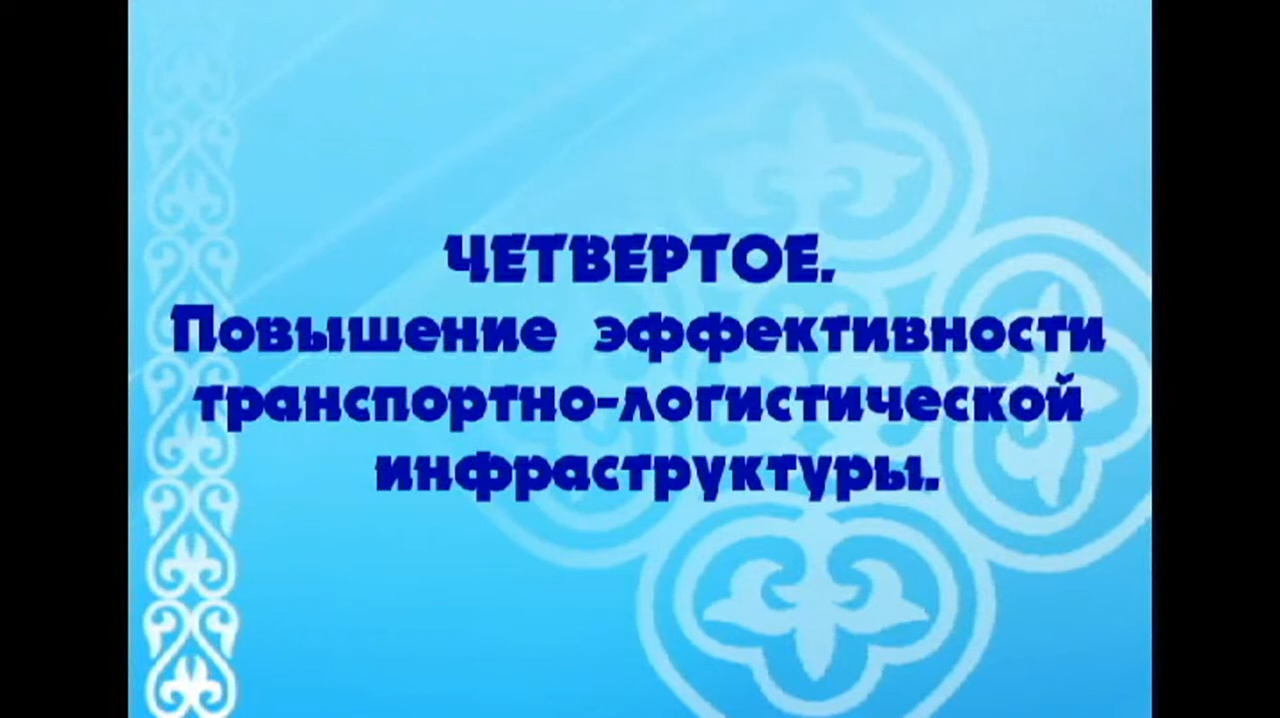 ЧЕТВЕРТОЕ.
Повышение эффективности
транспортно-логистической
инфраструктуры.